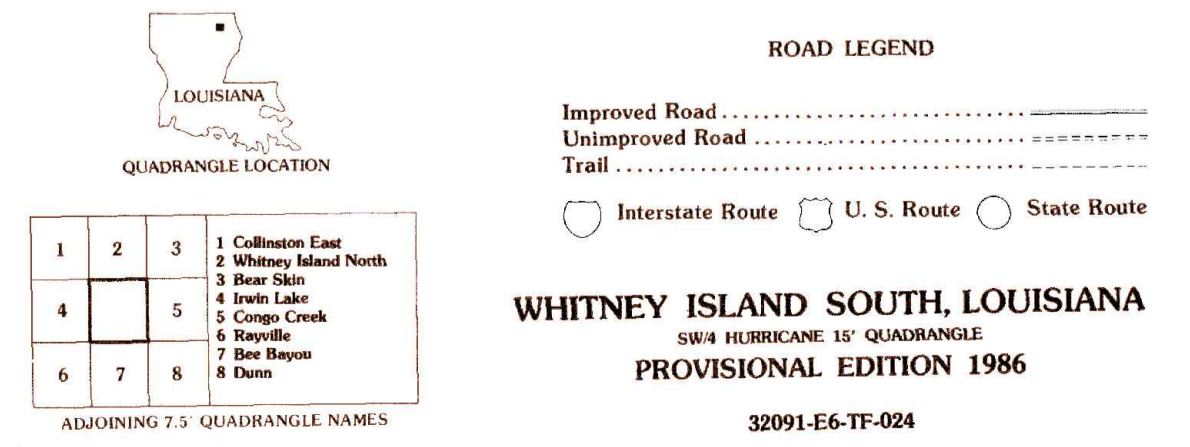 LOUISIANA
QUADRANGLE LOCATION
1 2 3
4 5
6 7 8
1 Collinston East
2 Whitney Island North
3 Bear Skin
4 Irwin Lake
5 Congo Creek
6 Rayville
7 Bee Bayou
8 Dunn
ADJOINING 7.5' QUADRANGLE NAMES
ROAD LEGEND
Improved Road
Unimproved Road
Trail
Interstate Route U. S. Route State Route
WHITNEY ISLAND SOUTH, LOUISIANA
SW/4 HURRICANE 15' QUADRANGLE
PROVISIONAL EDITION 1986
32091-E6-TF-024